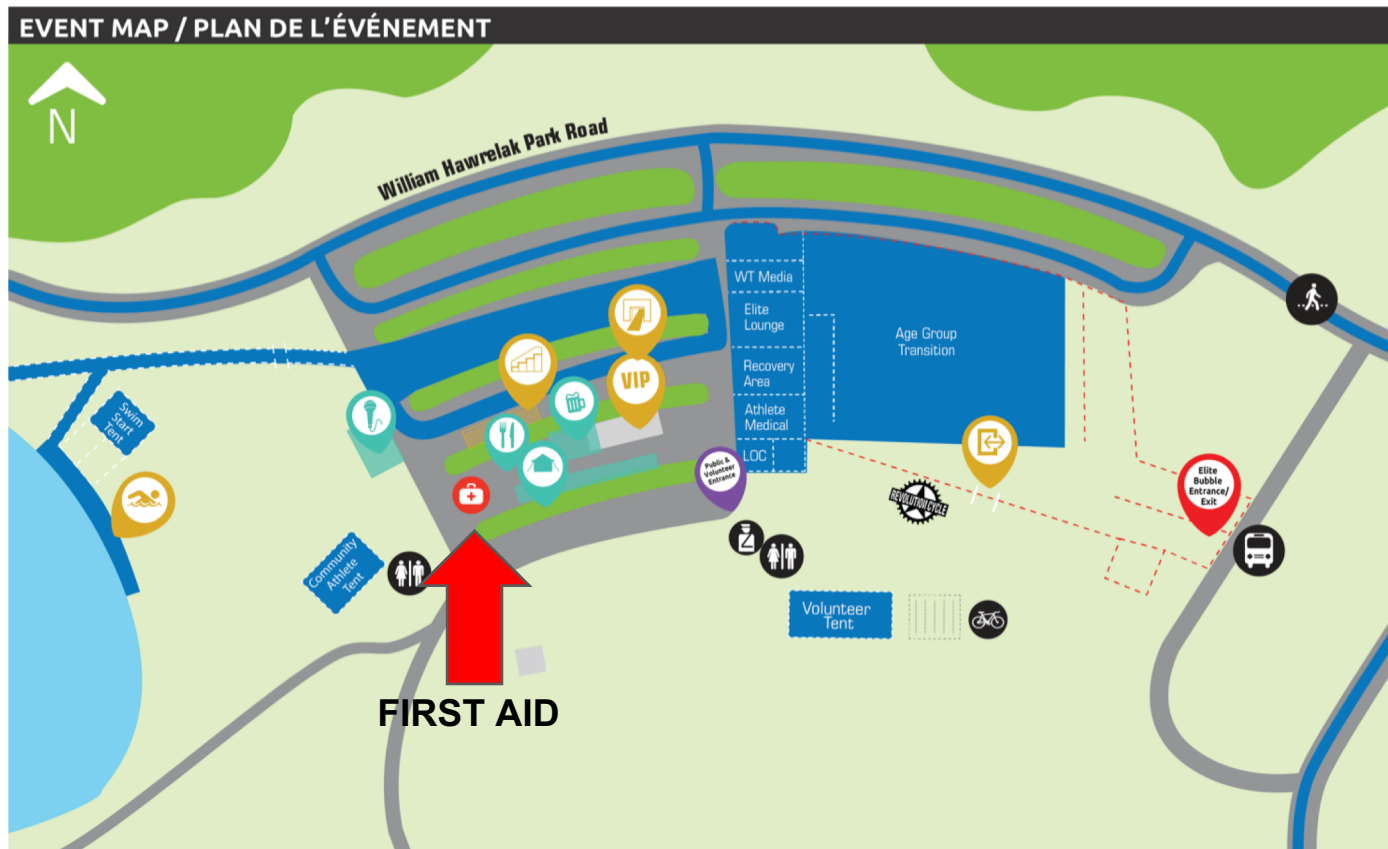 EVENT MAP / PLAN DE L'ÉVÉNEMENT
N
William Hawrelak Park Road
WT Media
Elite
Lounge
Age Group
Transition
Recovery
Area
VIP
Athlete
Medical
Swim
Start
Tent
LOC
Public &
Volunteer
Entrance
Elite
Bubble
Entrance/
Exit
REVOLUTION CYCLE
Community
Athlete
Tent
Volunteer
Tent
FIRST AID